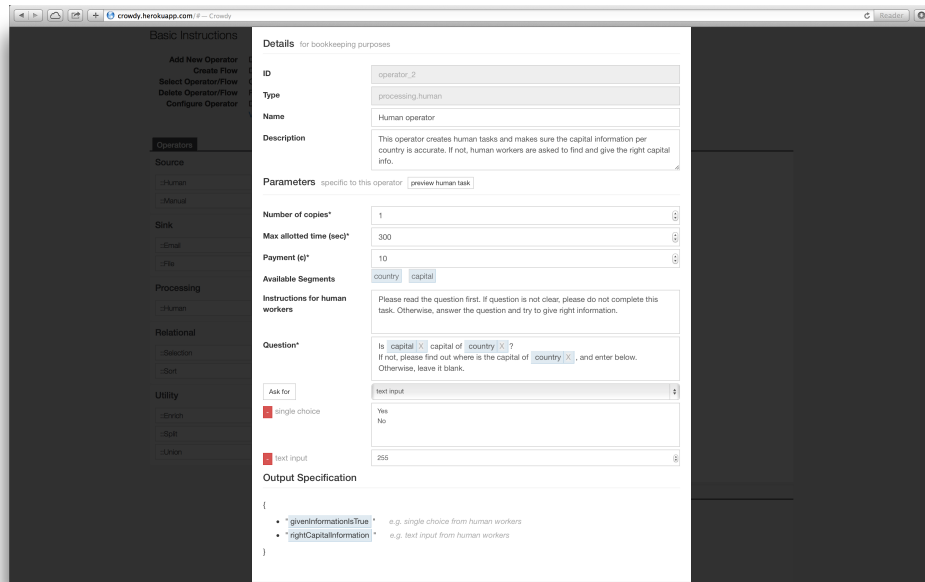 crowdy.herokuapp.com/# — Crowdy
Reader
Basic Instructions
Add New Operator
Create Flow
Select Operator/Flow
Delete Operator/Flow
Configure Operator
Operators
Source
::Human
::Manual
Sink
::Email
::File
Processing
::Human
Relational
::Selection
::Sort
Utility
::Enrich
::Split
::Union
Details for bookkeeping purposes
ID operator_2
Type processing.human
Name Human operator
Description This operator creates human tasks and makes sure the capital information per
country is accurate. If not, human workers are asked to find and give the right capital
info.
Parameters specific to this operator preview human task
Number of copies* 1
Max allotted time (sec)* 300
Payment (¢)* 10
Available Segments country capital
Instructions for human workers
Please read the question first. If question is not clear, please do not complete this
task. Otherwise, answer the question and try to give right information.
Question* Is capital X capital of country X ?
If not, please find out where is the capital of country X , and enter below.
Otherwise, leave it blank.
Ask for text input
- single choice Yes
No
- text input 255
Output Specification
{
• " givenInformationIsTrue " e.g. single choice from human workers
• " rightCapitalInformation " e.g. text input from human workers
}